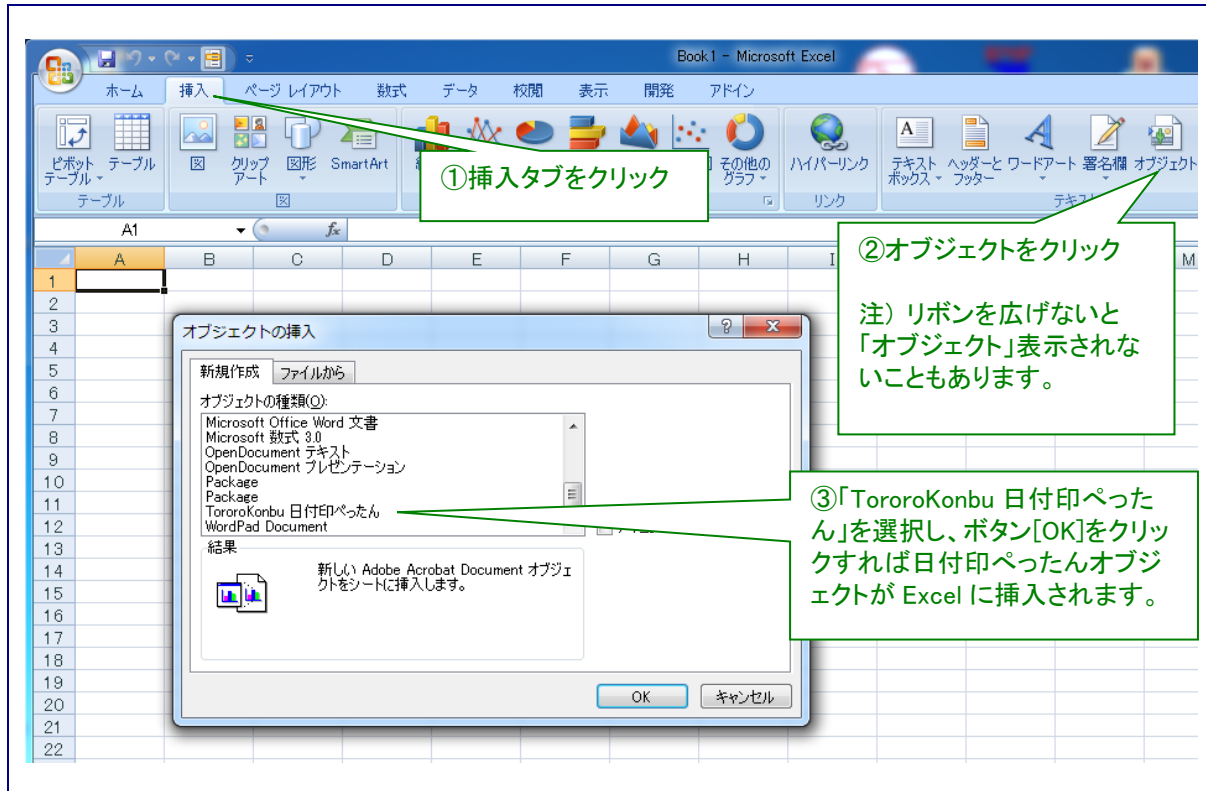 Book1 - Microsoft Excel
ホーム 挿入 ページ レイアウト 数式 データ 校閲 表示 開発 アドイン
ピボット
テーブル
テーブル
図
クリップ
アート
図形
SmartArt
その他の
グラフ
ハイパーリンク
テキスト
ボックス
ヘッダーと
フッター
ワードアート
署名欄
オブジェクト
テーブル
図
リンク
①挿入タブをクリック
A1
fx
A B C D E F G H I M
②オブジェクトをクリック
注) リボンを広げないと
「オブジェクト」表示されな
いこともあります。
1
2
3
4
5
6
7
8
9
10
11
12
13
14
15
16
17
18
19
20
21
22
オブジェクトの挿入
新規作成 ファイルから
オブジェクトの種類(O):
Microsoft Office Word 文書
Microsoft 数式 3.0
OpenDocument テキスト
OpenDocument プレゼンテーション
Package
Package
TororoKonbu 日付印ぺったん
WordPad Document
結果
新しい Adobe Acrobat Document オブジェ
クトをシートに挿入します。
OK キャンセル
③「TororoKonbu 日付印ぺった
ん」を選択し、ボタン[OK]をクリッ
クすれば日付印ぺったんオブジ
ェクトが Excel に挿入されます。